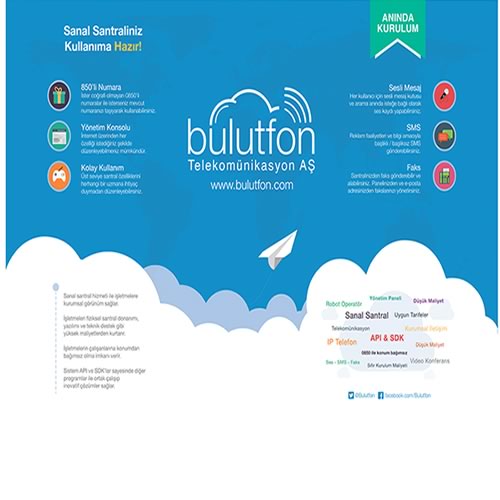 Sanal Santraliniz
Kullanıma Hazır!
ANINDA
KURULUM
850'li Numara
İster coğrafi olmayan 0850'li
numaralar ile isterseniz mevcut
numaranızı taşıyarak kullanabilirsiniz.
Yönetim Konsolu
İnternet üzerinden her
özelliği istediğiniz şekilde
düzenleyebilmeniz mümkündür.
Kolay Kullanım
Üst seviye santral özelliklerini
herhangi bir uzmana ihtiyaç
duymadan düzenleyebilirsiniz.
bulutfon
Telekomünikasyon AŞ
www.bulutfon.com
Sesli Mesaj
Her kullanıcı için sesli mesaj kutusu
ve arama anında isteğe bağlı olarak
ses kaydı yapabilirsiniz.
SMS
Reklam faaliyetleri ve bilgi amacıyla
başlıklı / başlıksız SMS
gönderebilirsiniz.
Faks
Santralinizden faks gönderebilir ve
alabilirsiniz. Panelinizden ve e-posta
adresinizden fakslarınızı yönetirsiniz.
Sanal santral hizmeti ile işletmelere
kurumsal görünüm sağlar.
İşletmeleri fiziksel santral donanımı,
yazılımı ve teknik destek gibi
yüksek maliyetlerden kurtarır.
İşletmelerin çalışanlarına konumdan
bağımsız olma imkanı verir.
Sistem API ve SDK'lar sayesinde diğer
programlar ile ortak çalışıp
inovatif çözümler sağlar.
Robot Operatör
Yönetim Paneli
Düşük Maliyet
Sanal Santral
Uygun Tarifeler
Telekomünikasyon
Kurumsal Gelişim
IP Telefon
API & SDK
Düşük Maliyet
0850 ile konum bağımsız
Ses - SMS - Faks
Video Konferans
Sıfır Kurulum Maliyeti
@Bulutfon
facebook.com/Bulutfon